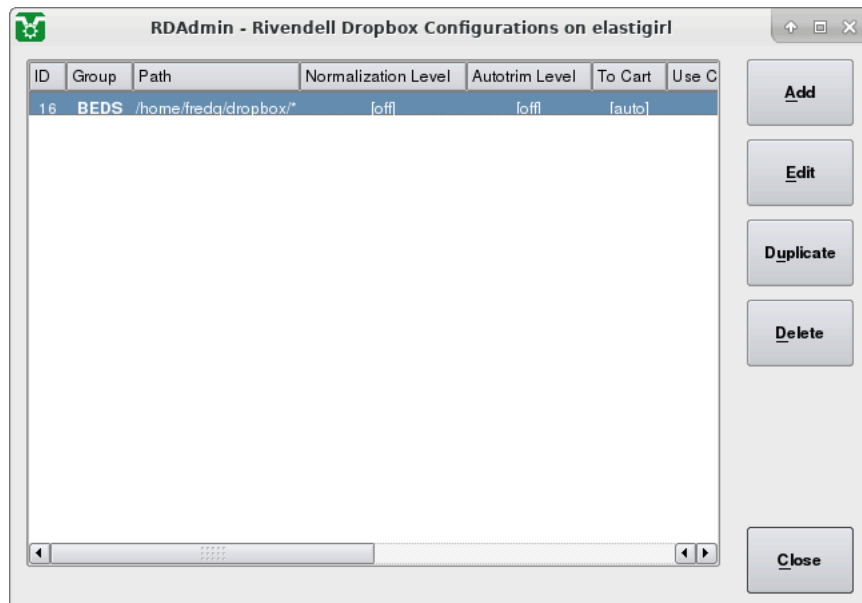 RDAdmin - Rivendell Dropbox Configurations on elastigirl
ID Group Path Normalization Level Autotrim Level To Cart Use C
16 BEDS /home/fredg/dropbox/* [off] [off] [auto]
Add
Edit
Duplicate
Delete
Close